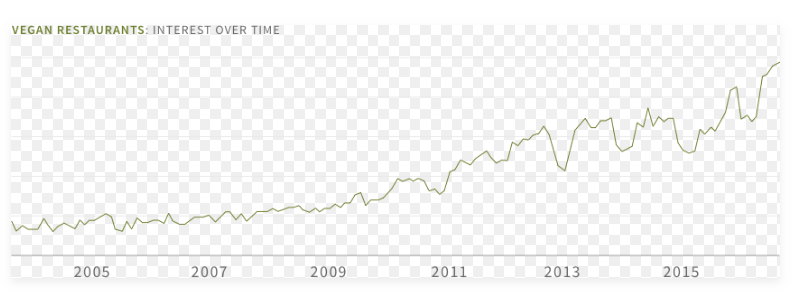 VEGAN RESTAURANTS: INTEREST OVER TIME
2005 2007 2009 2011 2013 2015